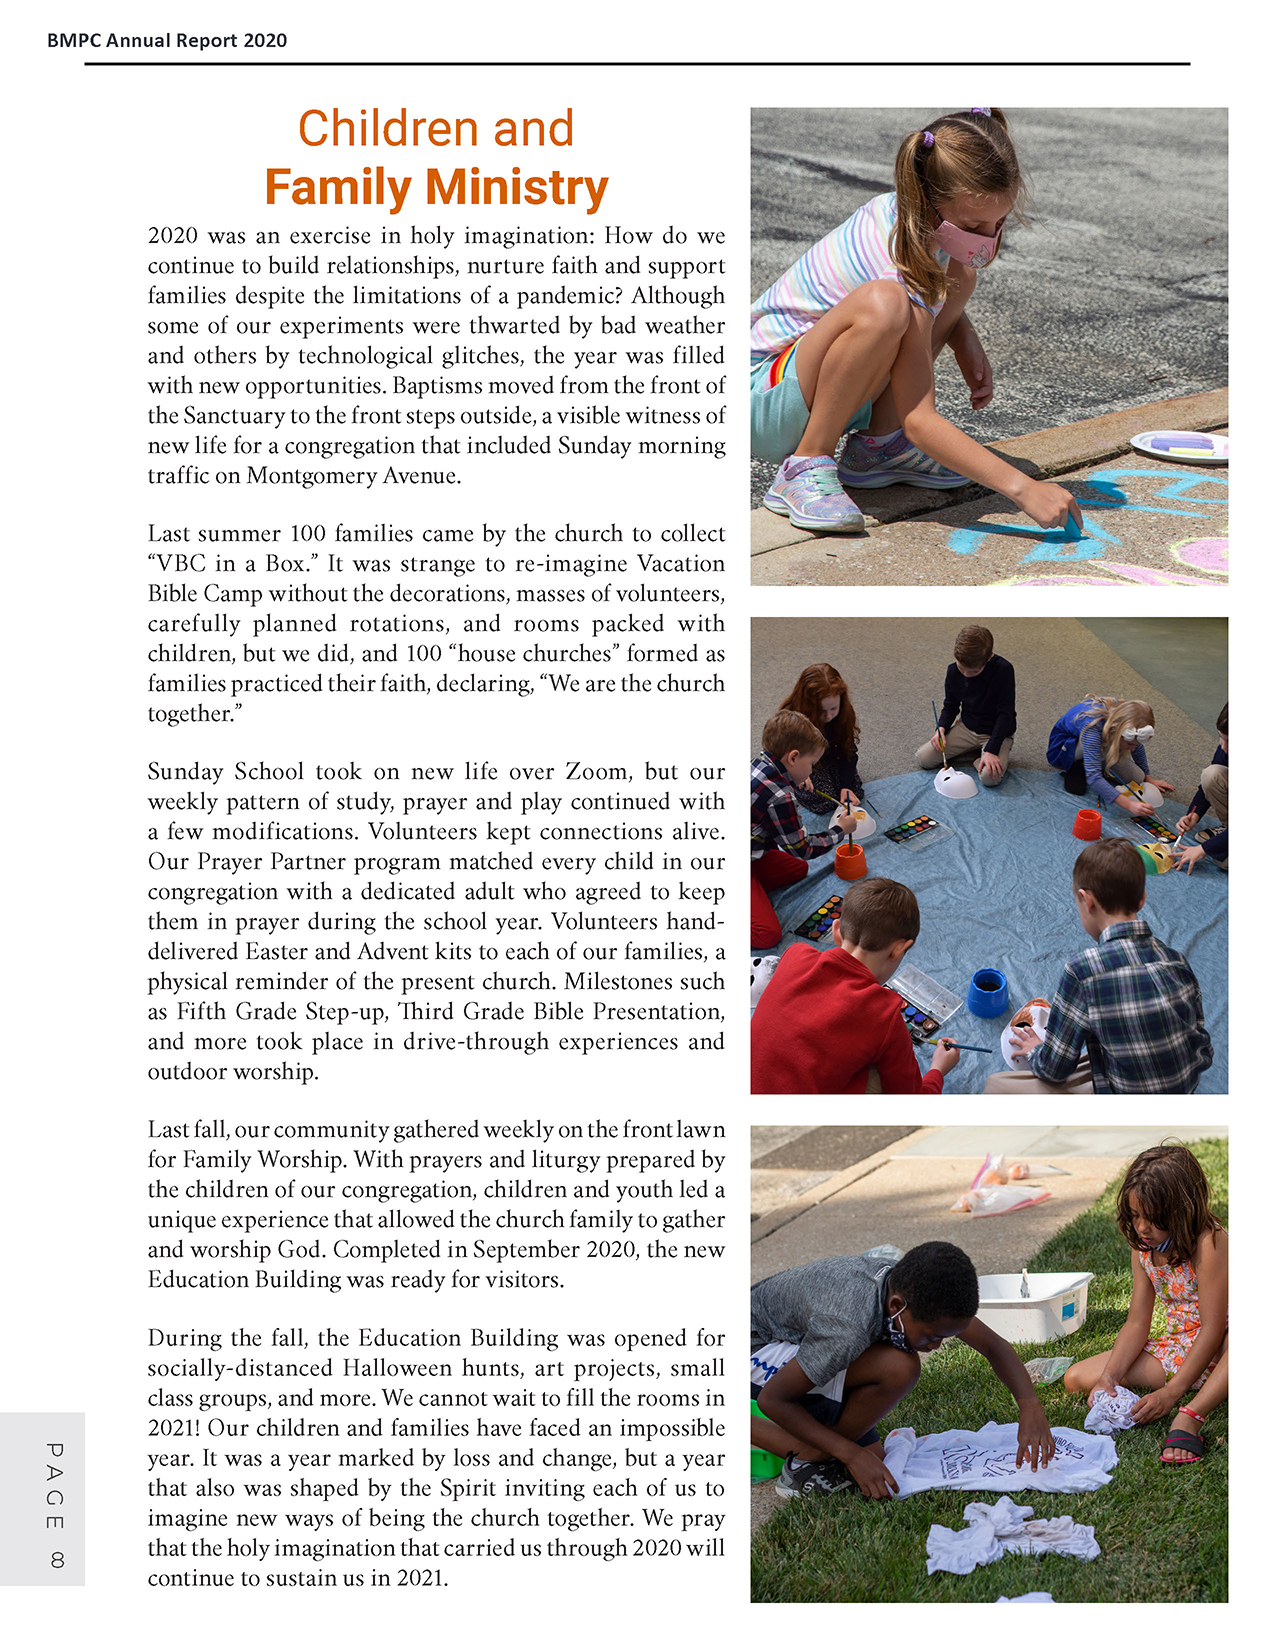 BMPC Annual Report 2020
Children and
Family Ministry
2020 was an exercise in holy imagination: How do we
continue to build relationships, nurture faith and support
families despite the limitations of a pandemic? Although
some of our experiments were thwarted by bad weather
and others by technological glitches, the year was filled
with new opportunities. Baptisms moved from the front of
the Sanctuary to the front steps outside, a visible witness of
new life for a congregation that included Sunday morning
traffic on Montgomery Avenue.
Last summer 100 families came by the church to collect
“VBC in a Box.” It was strange to re-imagine Vacation
Bible Camp without the decorations, masses of volunteers,
carefully planned rotations, and rooms packed with
children, but we did, and 100 “house churches” formed as
families practiced their faith, declaring, “We are the church
together.”
Sunday School took on new life over Zoom, but our
weekly pattern of study, prayer and play continued with
a few modifications. Volunteers kept connections alive.
Our Prayer Partner program matched every child in our
congregation with a dedicated adult who agreed to keep
them in prayer during the school year. Volunteers hand-
delivered Easter and Advent kits to each of our families, a
physical reminder of the present church. Milestones such
as Fifth Grade Step-up, Third Grade Bible Presentation,
and more took place in drive-through experiences and
outdoor worship.
Last fall, our community gathered weekly on the front lawn
for Family Worship. With prayers and liturgy prepared by
the children of our congregation, children and youth led a
unique experience that allowed the church family to gather
and worship God. Completed in September 2020, the new
Education Building was ready for visitors.
During the fall, the Education Building was opened for
socially-distanced Halloween hunts, art projects, small
class groups, and more. We cannot wait to fill the rooms in
2021! Our children and families have faced an impossible
year. It was a year marked by loss and change, but a year
that also was shaped by the Spirit inviting each of us to
imagine new ways of being the church together. We pray
that the holy imagination that carried us through 2020 will
continue to sustain us in 2021.
PAGE 8